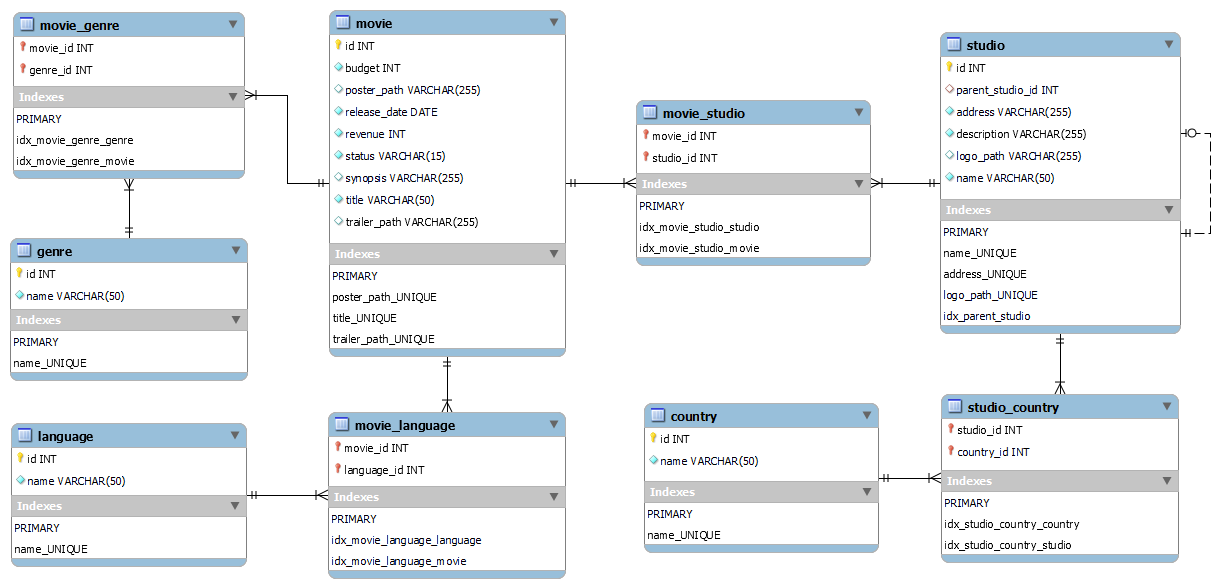 movie_genre
movie_id INT
genre_id INT
Indexes
PRIMARY
idx_movie_genre_genre
idx_movie_genre_movie
movie
id INT
budget INT
poster_path VARCHAR(255)
release_date DATE
revenue INT
status VARCHAR(15)
synopsis VARCHAR(255)
title VARCHAR(50)
trailer_path VARCHAR(255)
Indexes
PRIMARY
poster_path_UNIQUE
title_UNIQUE
trailer_path_UNIQUE
movie_studio
movie_id INT
studio_id INT
Indexes
PRIMARY
idx_movie_studio_studio
idx_movie_studio_movie
studio
id INT
parent_studio_id INT
address VARCHAR(255)
description VARCHAR(255)
logo_path VARCHAR(255)
name VARCHAR(50)
Indexes
PRIMARY
name_UNIQUE
address_UNIQUE
logo_path_UNIQUE
idx_parent_studio
genre
id INT
name VARCHAR(50)
Indexes
PRIMARY
name_UNIQUE
language
id INT
name VARCHAR(50)
Indexes
PRIMARY
name_UNIQUE
movie_language
movie_id INT
language_id INT
Indexes
PRIMARY
idx_movie_language_language
idx_movie_language_movie
country
id INT
name VARCHAR(50)
Indexes
PRIMARY
name_UNIQUE
studio_country
studio_id INT
country_id INT
Indexes
PRIMARY
idx_studio_country_country
idx_studio_country_studio